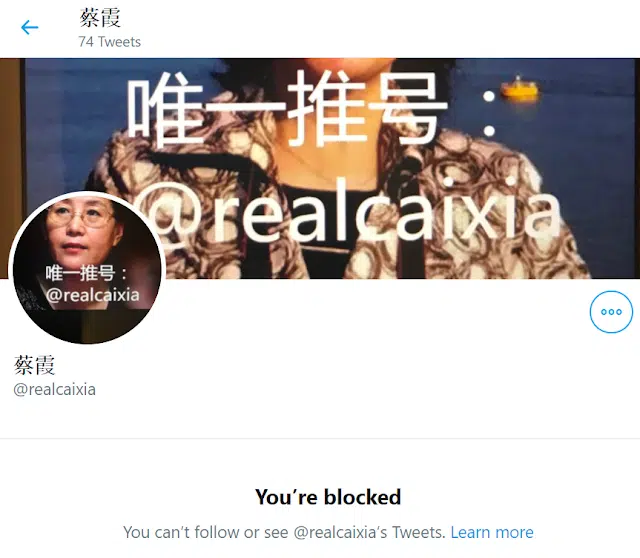 蔡霞
74 Tweets
唯一推号：
@realcaixia
唯一推号：
@realcaixia
蔡霞
@realcaixia
You’re blocked
You can’t follow or see @realcaixia’s Tweets. Learn more